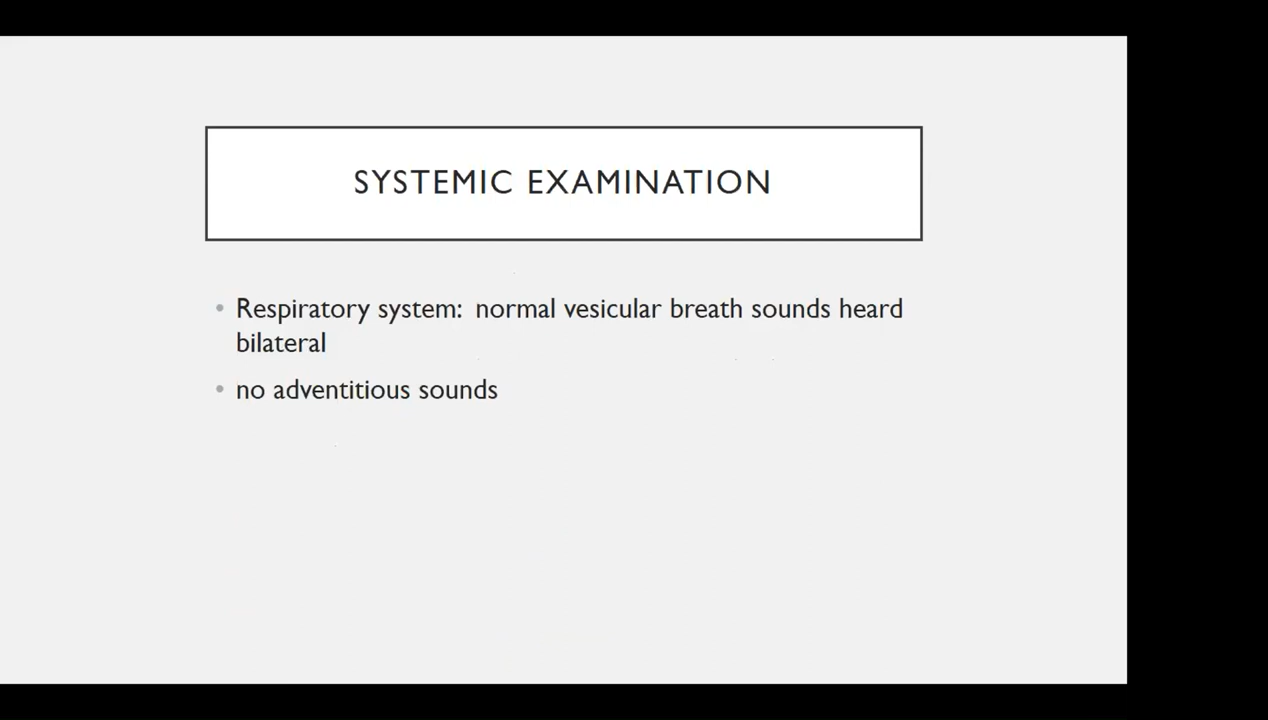 SYSTEMIC EXAMINATION
• Respiratory system: normal vesicular breath sounds heard
bilateral
• no adventitious sounds